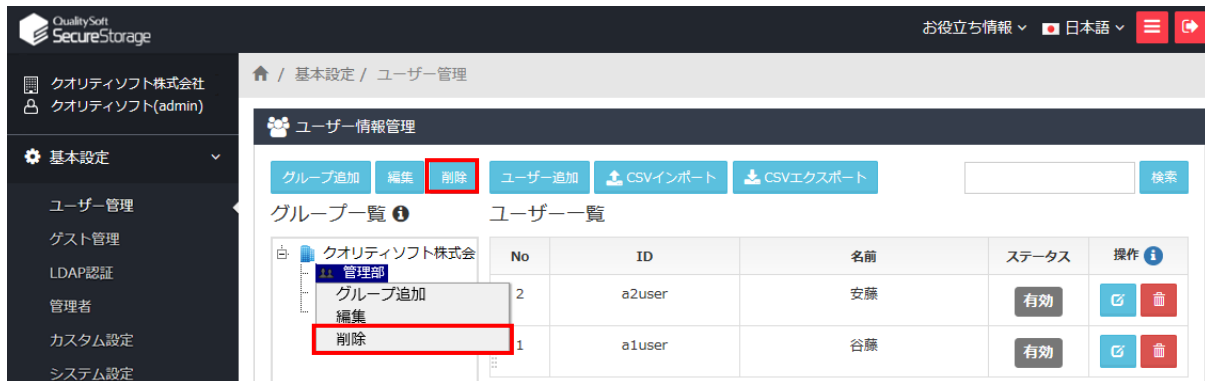 QualitySoft
SecureStorage
お役立ち情報
日本語
クオリティソフト株式会社
クオリティソフト(admin)
基本設定
ユーザー管理
ゲスト管理
LDAP認証
管理者
カスタム設定
システム設定
/ 基本設定 / ユーザー管理
ユーザー情報管理
グループ追加 編集 削除 ユーザー追加 CSVインポート CSVエクスポート 検索
グループ一覧
クオリティソフト株式会
管理部
グループ追加
編集
削除
ユーザー一覧
No ID 名前 ステータス 操作
2 a2user 安藤 有効
1 a1user 谷藤 有効